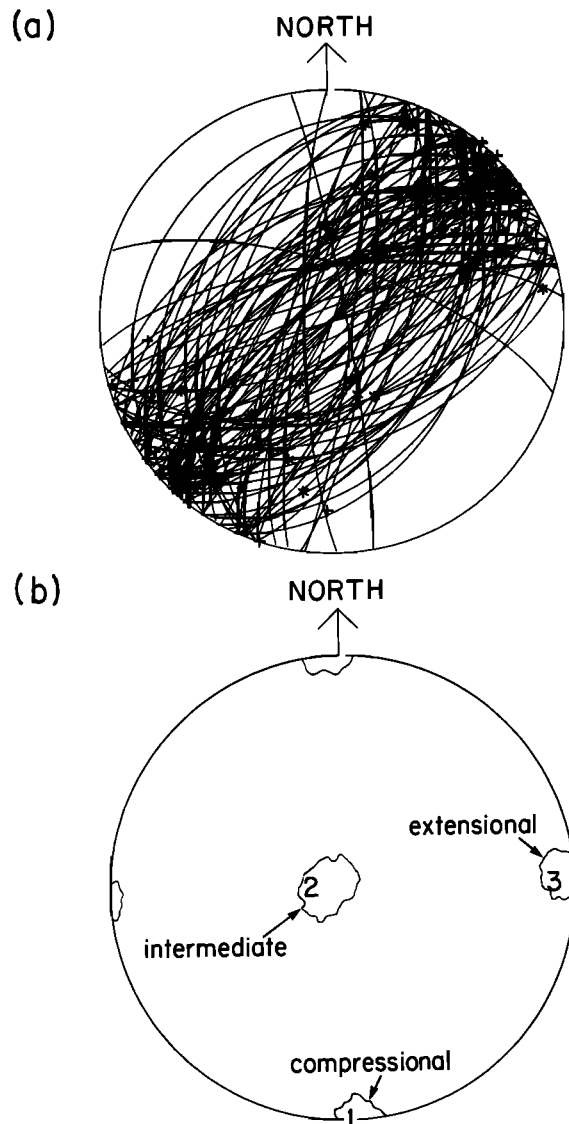 (a)
NORTH
(b)
NORTH
extensional
3
2
intermediate
compressional
1